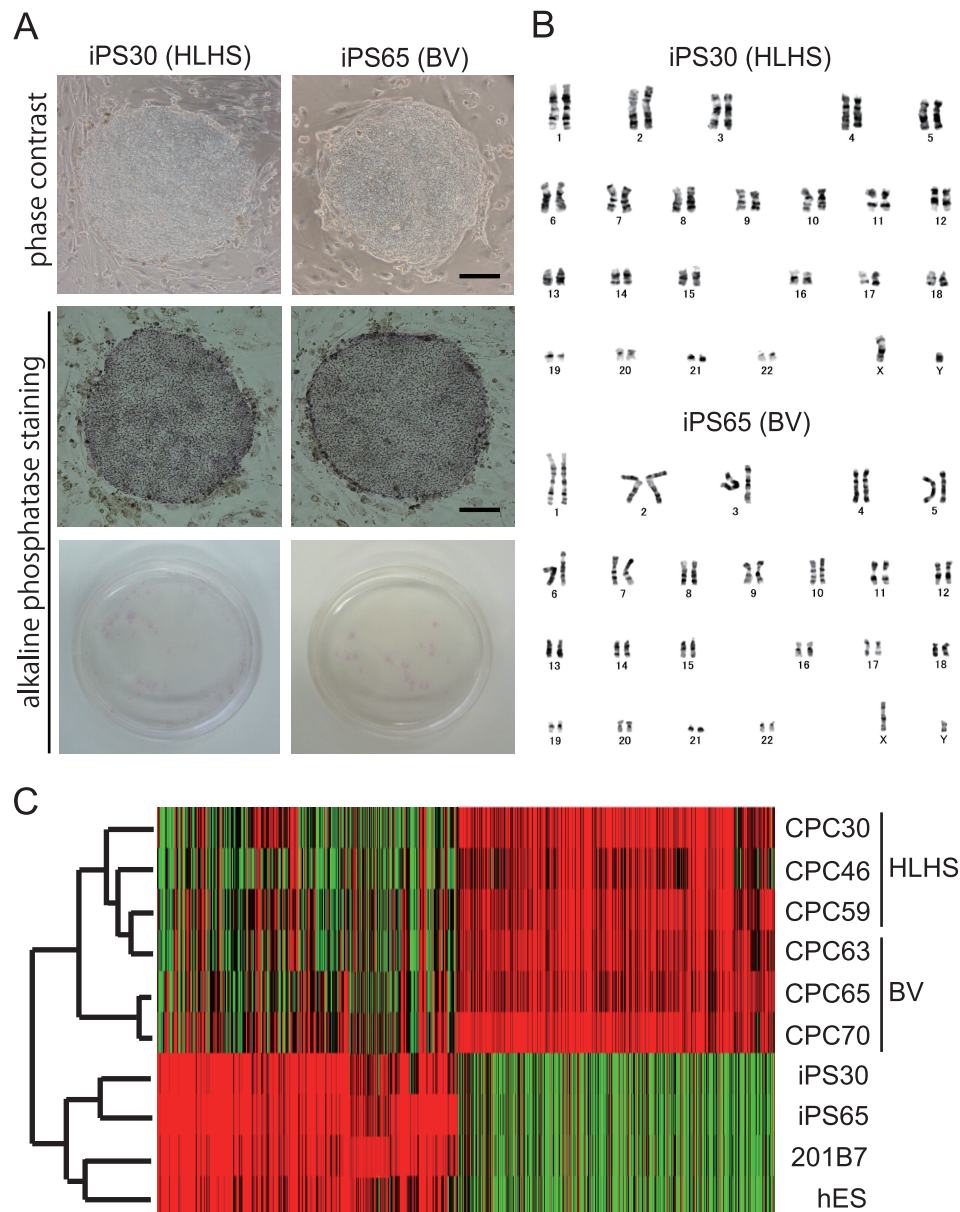 A
iPS30 (HLHS)
iPS65 (BV)
phase contrast
alkaline phosphatase staining
B
iPS30 (HLHS)
1 2 3 4 5
6 7 8 9 10 11 12
13 14 15 16 17 18
19 20 21 22 X Y
iPS65 (BV)
1 2 3 4 5
6 7 8 9 10 11 12
13 14 15 16 17 18
19 20 21 22 X Y
C
CPC30
CPC46
CPC59
HLHS
CPC63
CPC65
CPC70
BV
iPS30
iPS65
201B7
hES